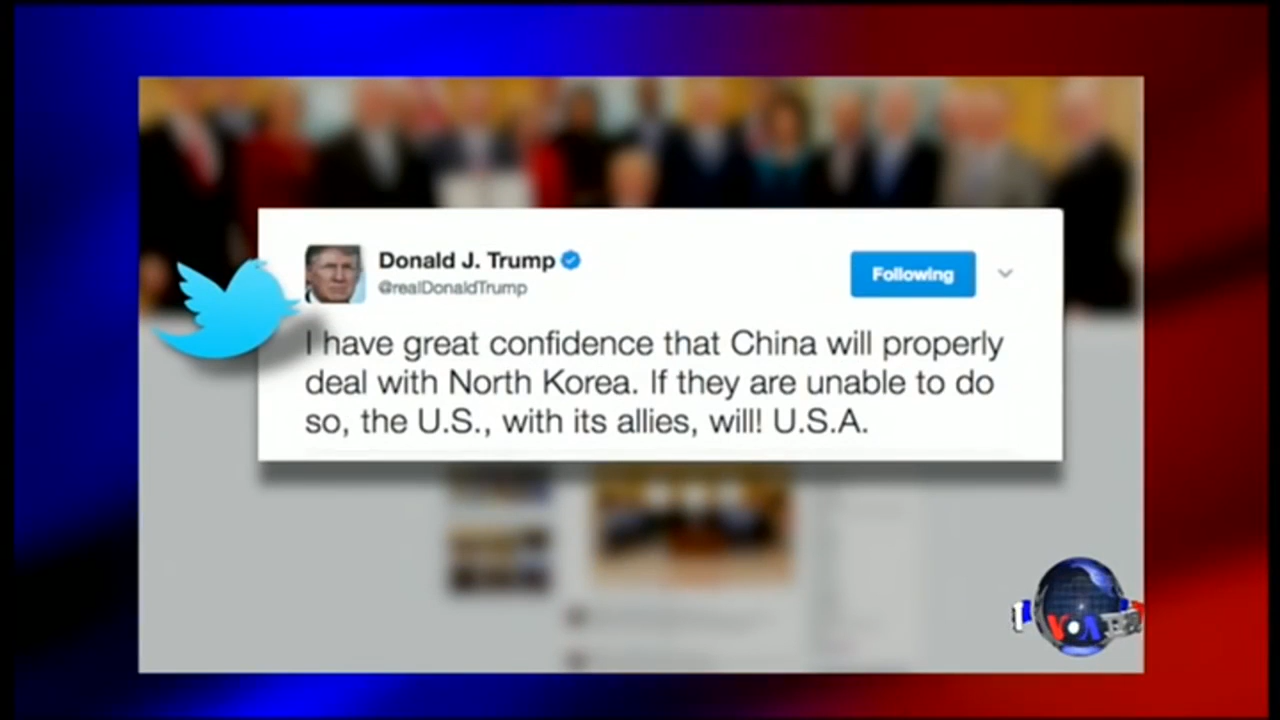 Donald J. Trump
@realDonaldTrump
Following
I have great confidence that China will properly
deal with North Korea. If they are unable to do
so, the U.S., with its allies, will! U.S.A.
VOA